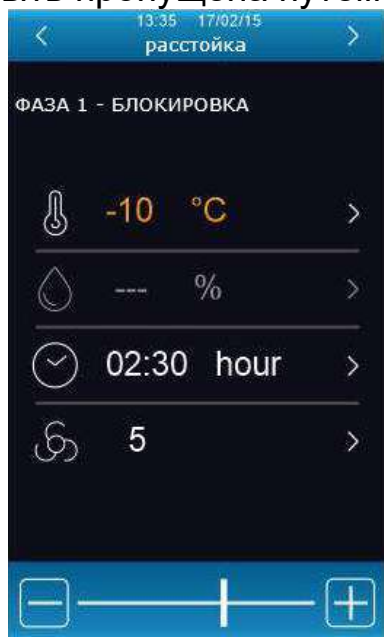 13:35 17/02/15
расстойка
ФАЗА 1 - БЛОКИРОВКА
-10 °C
--- %
02:30 hour
5